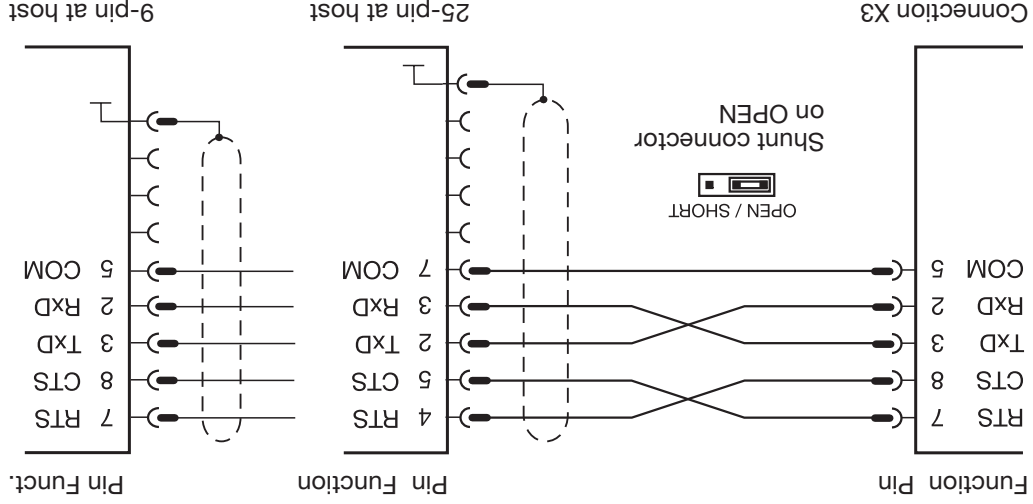 Function Pin Pin Function Pin Funct.
RTS 7 4 RTS 7 RTS
CTS 8 5 CTS 8 CTS
TxD 3 2 TxD 3 TxD
RxD 2 3 RxD 2 RxD
COM 5 7 COM 5 COM
OPEN / SHORT
Shunt connector
on OPEN
Connection X3 25-pin at host 9-pin at host